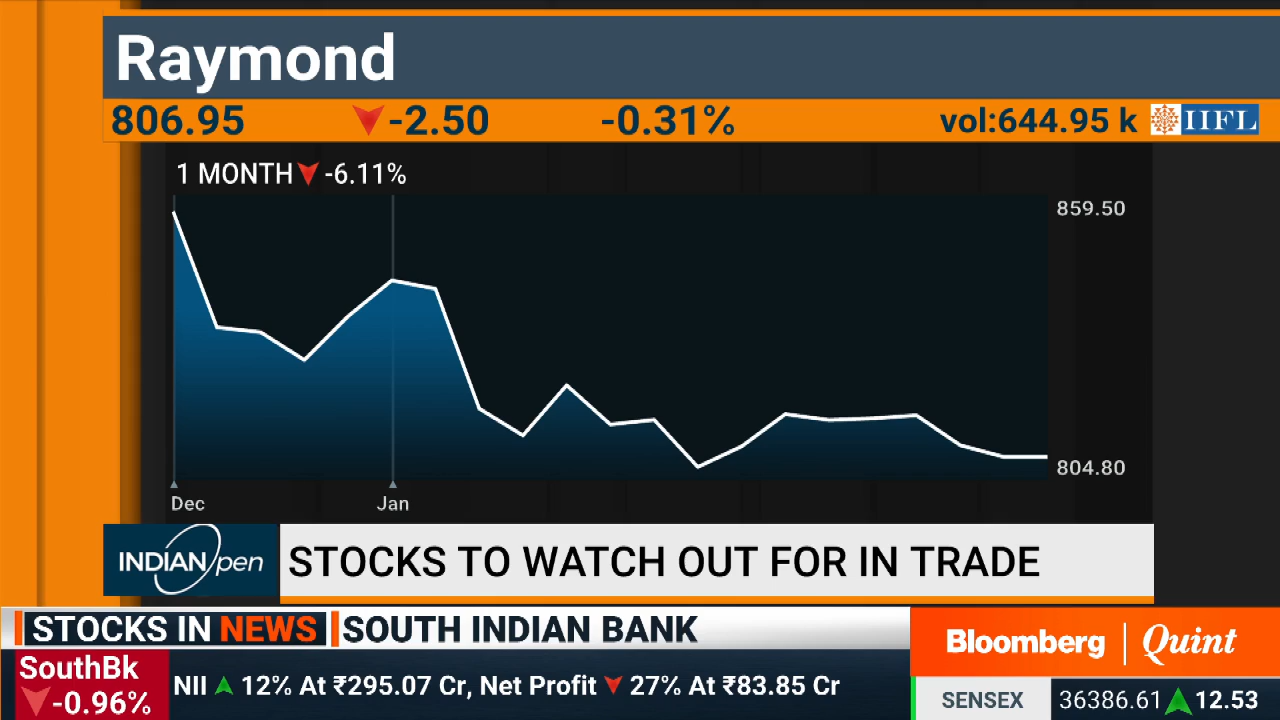 Raymond
806.95 -2.50 -0.31% vol:644.95 k IIFL
1 MONTH -6.11%
859.50
804.80
Dec Jan
INDIAN Open STOCKS TO WATCH OUT FOR IN TRADE
STOCKS IN NEWS SOUTH INDIAN BANK
Bloomberg | Quint
SouthBk
-0.96%
NII 12% At ₹295.07 Cr, Net Profit 27% At ₹83.85 Cr
SENSEX 36386.61 12.53